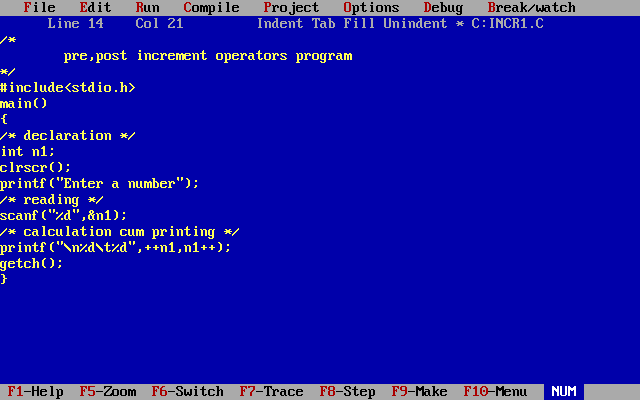 File Edit Run Compile Project Options Debug Break/watch
Line 14 Col 21 Indent Tab Fill Unindent * C:INCR1.C
/*
pre,post increment operators program
*/
#include<stdio.h>
main()
{
/* declaration */
int n1;
clrscr();
printf("Enter a number");
/* reading */
scanf("%d",&n1);
/* calculation cum printing */
printf("\n%d\t%d",++n1,n1++);
getch();
}
F1-Help F5-Zoom F6-Switch F7-Trace F8-Step F9-Make F10-Menu NUM